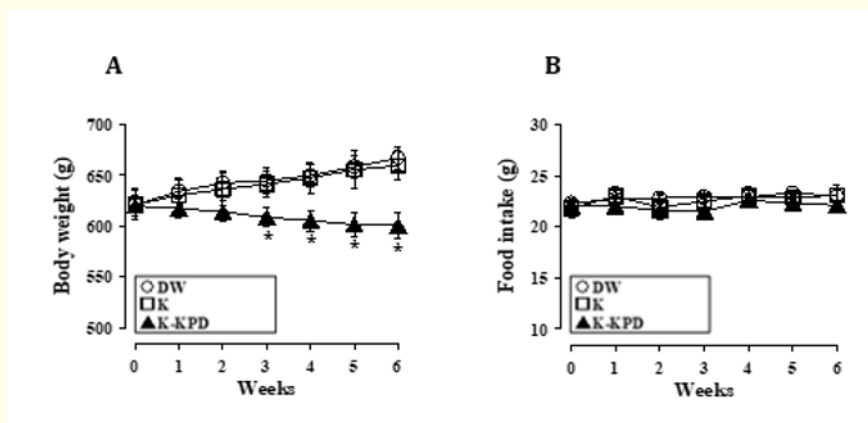 A
B
700
650
600
550
500
Body weight (g)
DW
K
K-KPD
* * * *
0 1 2 3 4 5 6
Weeks
30
25
20
15
10
Food intake (g)
DW
K
K-KPD
0 1 2 3 4 5 6
Weeks